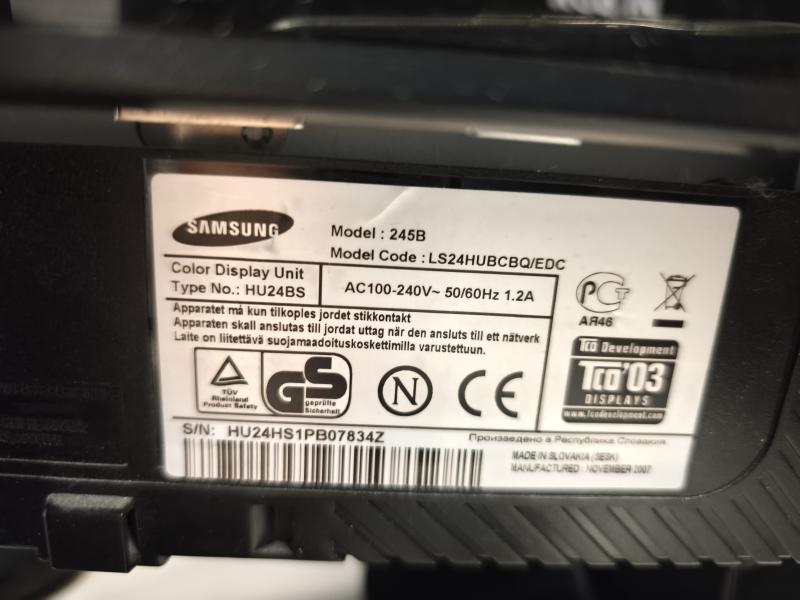 SAMSUNG
Model : 245B
Model Code : LS24HUBCBQ/EDC
Color Display Unit
Type No.: HU24BS
AC100-240V~ 50/60Hz 1.2A
Apparatet må kun tilkoples jordet stikkontakt
Apparaten skall anslutas till jordat uttag när den ansluts till ett nätverk
Laite on liitettävä suojamaadoituskoskettimilla varustettuun.
АЯ46
TÜV
Rheinland
Product Safety
GS
geprüfte
Sicherheit
N
CE
TCO Development
TCO'03
DISPLAYS
www.tcodevelopment.com
S/N: HU24HS1PB07834Z
Произведено в Республика Словакия.
MADE IN SLOVAKIA (SESK)
MANUFACTURED : NOVEMBER 2007